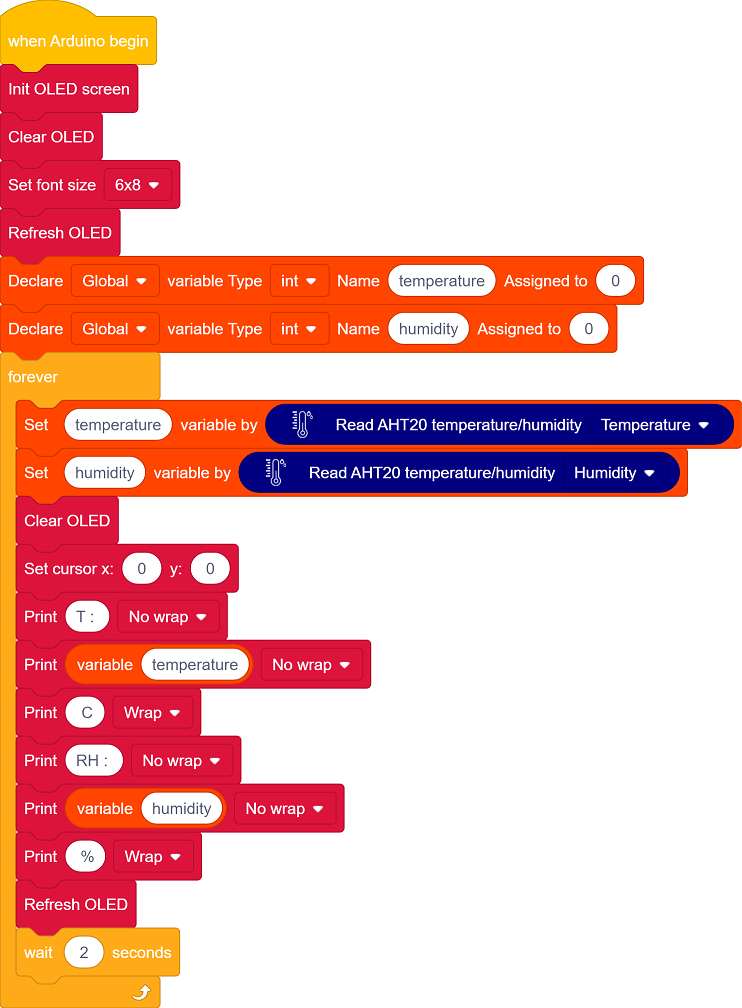 when Arduino begin
Init OLED screen
Clear OLED
Set font size 6x8
Refresh OLED
Declare Global variable Type int Name temperature Assigned to 0
Declare Global variable Type int Name humidity Assigned to 0
forever
Set temperature variable by Read AHT20 temperature/humidity Temperature
Set humidity variable by Read AHT20 temperature/humidity Humidity
Clear OLED
Set cursor x: 0 y: 0
Print T : No wrap
Print variable temperature No wrap
Print C Wrap
Print RH : No wrap
Print variable humidity No wrap
Print % Wrap
Refresh OLED
wait 2 seconds